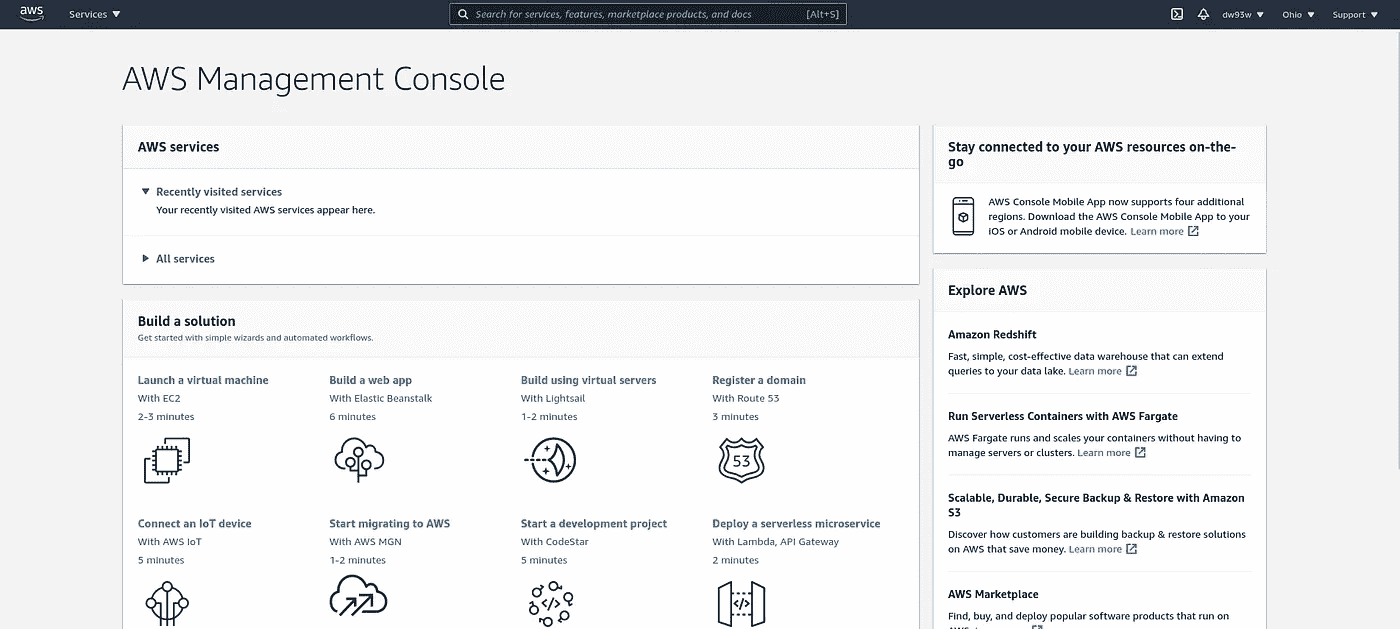 aws Services Search for services, features, marketplace products, and docs [Alt+S] dw93w Ohio Support
AWS Management Console
AWS services
Recently visited services
Your recently visited AWS services appear here.
All services
Build a solution
Get started with simple wizards and automated workflows.
Launch a virtual machine
With EC2
2-3 minutes
Build a web app
With Elastic Beanstalk
6 minutes
Build using virtual servers
With Lightsail
1-2 minutes
Register a domain
With Route 53
3 minutes
53
Connect an IoT device
With AWS IoT
5 minutes
Start migrating to AWS
With AWS MGN
1-2 minutes
Start a development project
With CodeStar
5 minutes
</>
Deploy a serverless microservice
With Lambda, API Gateway
2 minutes
</>
Stay connected to your AWS resources on-the-
go
AWS Console Mobile App now supports four additional
regions. Download the AWS Console Mobile App to your
iOS or Android mobile device. Learn more
Explore AWS
Amazon Redshift
Fast, simple, cost-effective data warehouse that can extend
queries to your data lake. Learn more
Run Serverless Containers with AWS Fargate
AWS Fargate runs and scales your containers without having to
manage servers or clusters. Learn more
Scalable, Durable, Secure Backup & Restore with Amazon
S3
Discover how customers are building backup & restore solutions
on AWS that save money. Learn more
AWS Marketplace
Find, buy, and deploy popular software products that run on